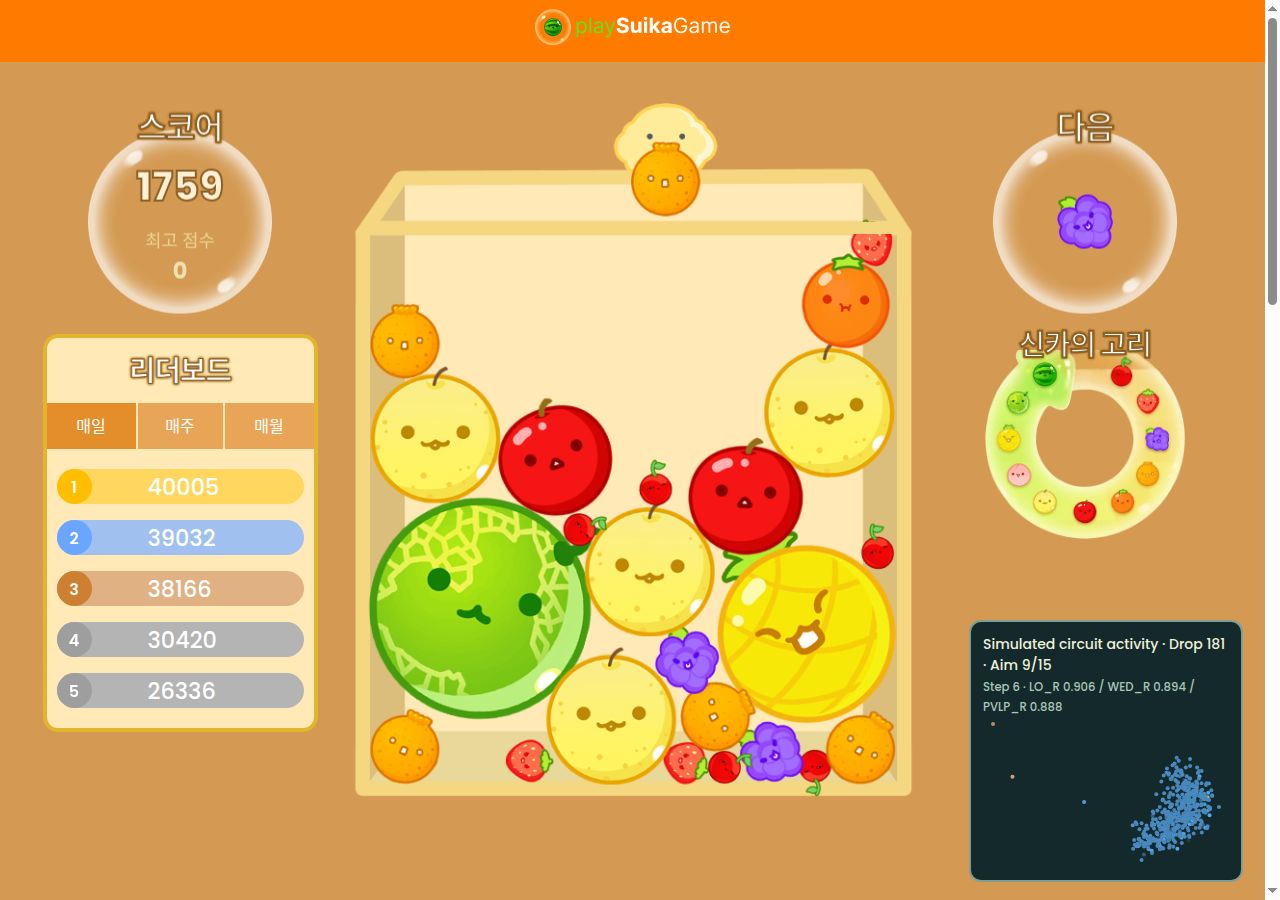 playSuikaGame
스코어
1759
최고 점수
0
다음
신카의 고리
리더보드
매일 매주 매월
1 40005
2 39032
3 38166
4 30420
5 26336
Simulated circuit activity · Drop 181
· Aim 9/15
Step 6 · LO_R 0.906 / WED_R 0.894 /
PVLP_R 0.888